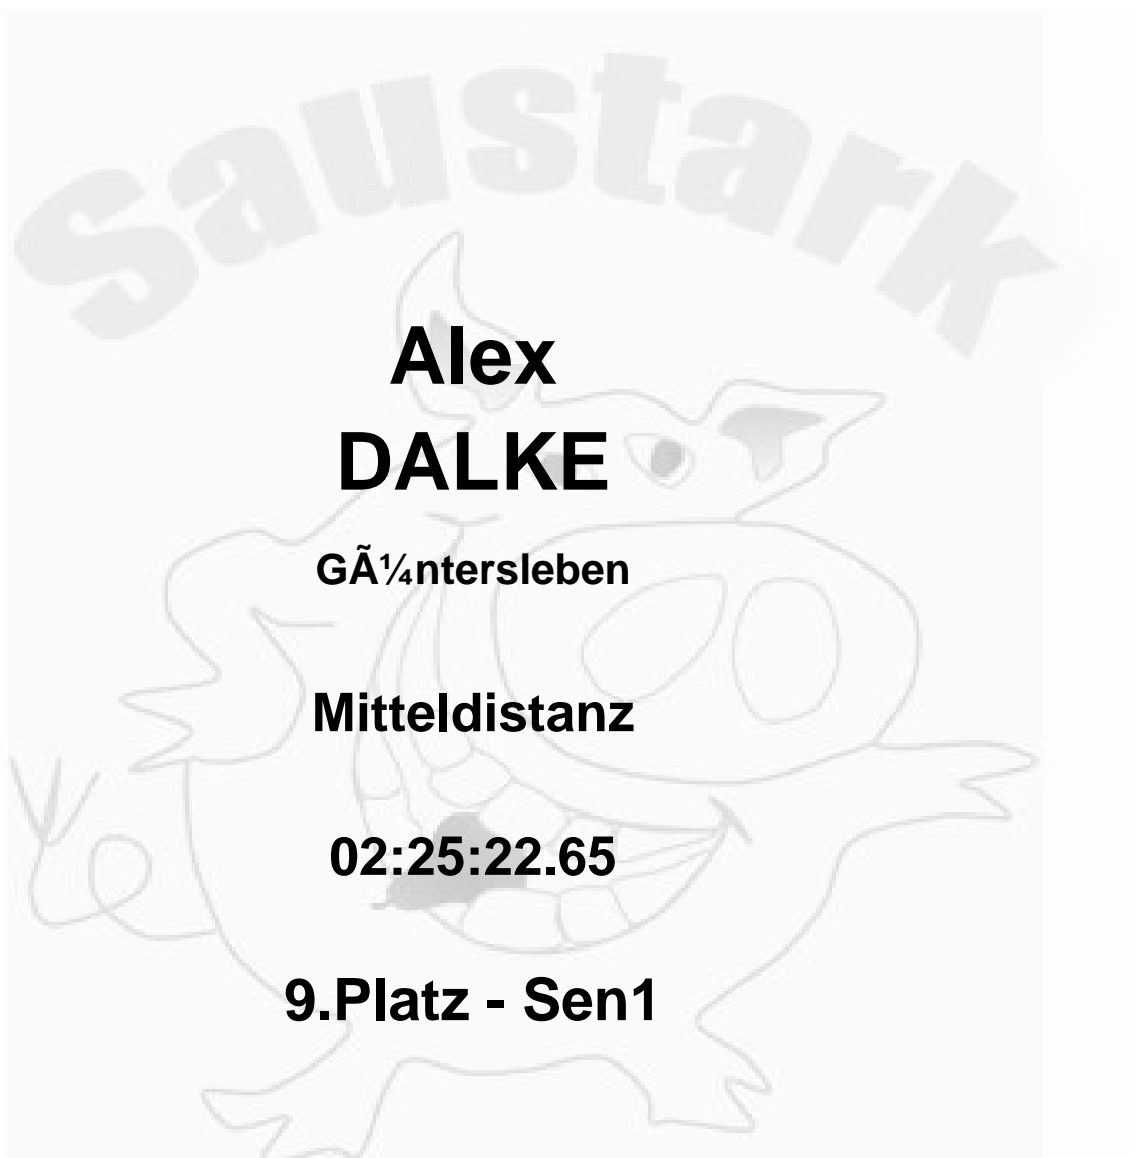 Saustark
Alex
DALKE
GÃ¼ntersleben
Mitteldistanz
02:25:22.65
9.Platz - Sen1